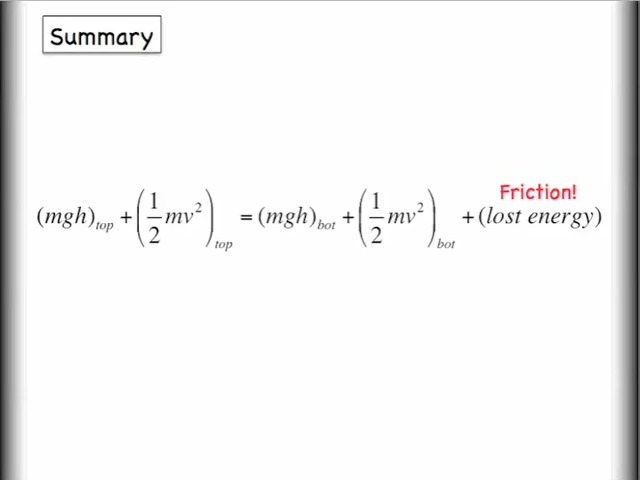 Summary
Friction!
(mgh)top + (1/2 mv²)top = (mgh)bot + (1/2 mv²)bot + (lost energy)